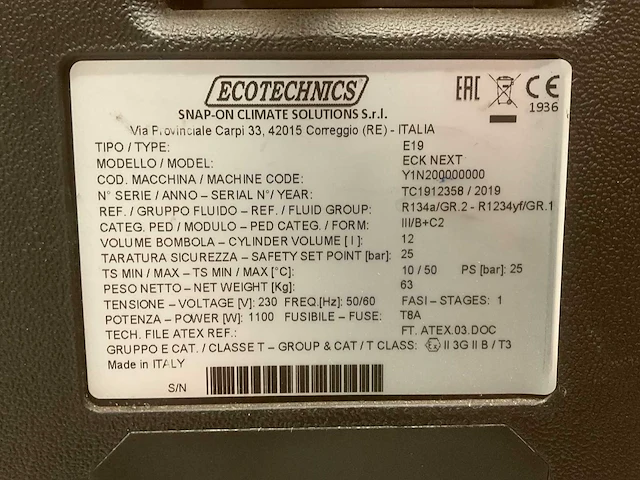 ECOTECHNICS
EAC CE
1936
SNAP-ON CLIMATE SOLUTIONS S.r.l.
Via Provinciale Carpi 33, 42015 Correggio (RE) - ITALIA
TIPO / TYPE: E19
MODELLO / MODEL: ECK NEXT
COD. MACCHINA / MACHINE CODE: Y1N200000000
N° SERIE / ANNO - SERIAL N°/ YEAR: TC1912358 / 2019
REF. / GRUPPO FLUIDO - REF. / FLUID GROUP: R134a/GR.2 - R1234yf/GR.1
CATEG. PED / MODULO - PED CATEG. / FORM: III/B+C2
VOLUME BOMBOLA - CYLINDER VOLUME [ l ]: 12
TARATURA SICUREZZA - SAFETY SET POINT [bar]: 25
TS MIN / MAX - TS MIN / MAX [°C]: 10 / 50 PS [bar]: 25
PESO NETTO - NET WEIGHT [Kg]: 63
TENSIONE - VOLTAGE [V]: 230 FREQ.[Hz]: 50/60 FASI - STAGES: 1
POTENZA - POWER [W]: 1100 FUSIBILE - FUSE: T8A
TECH. FILE ATEX REF.: FT. ATEX.03.DOC
GRUPPO E CAT. / CLASSE T - GROUP & CAT / T CLASS: Ex II 3G II B / T3
Made in ITALY
S/N